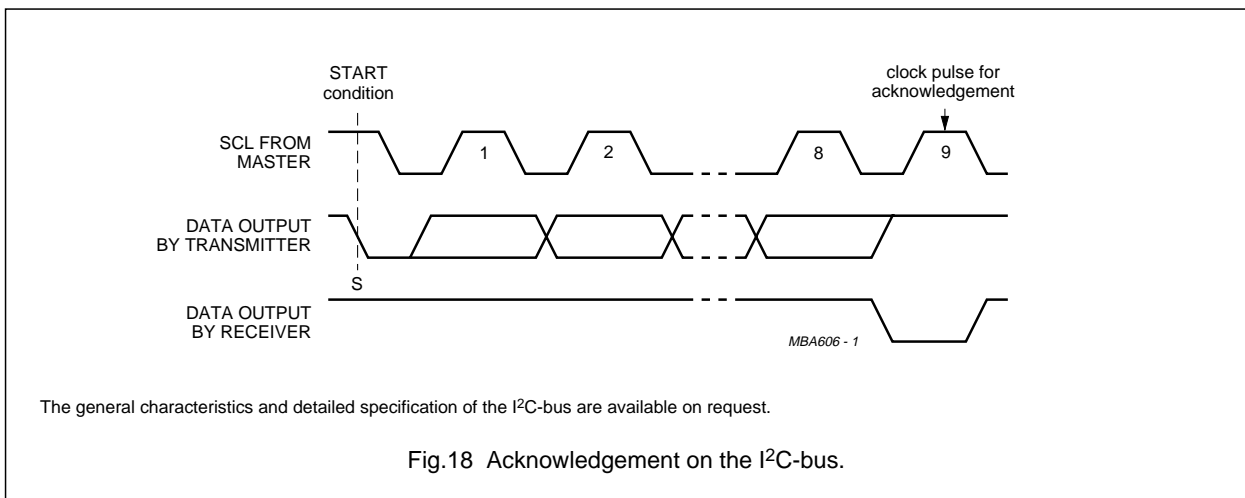 START
condition
clock pulse for
acknowledgement
SCL FROM
MASTER
1
2
8
9
DATA OUTPUT
BY TRANSMITTER
S
DATA OUTPUT
BY RECEIVER
MBA606 - 1
The general characteristics and detailed specification of the I²C-bus are available on request.
Fig.18 Acknowledgement on the I²C-bus.